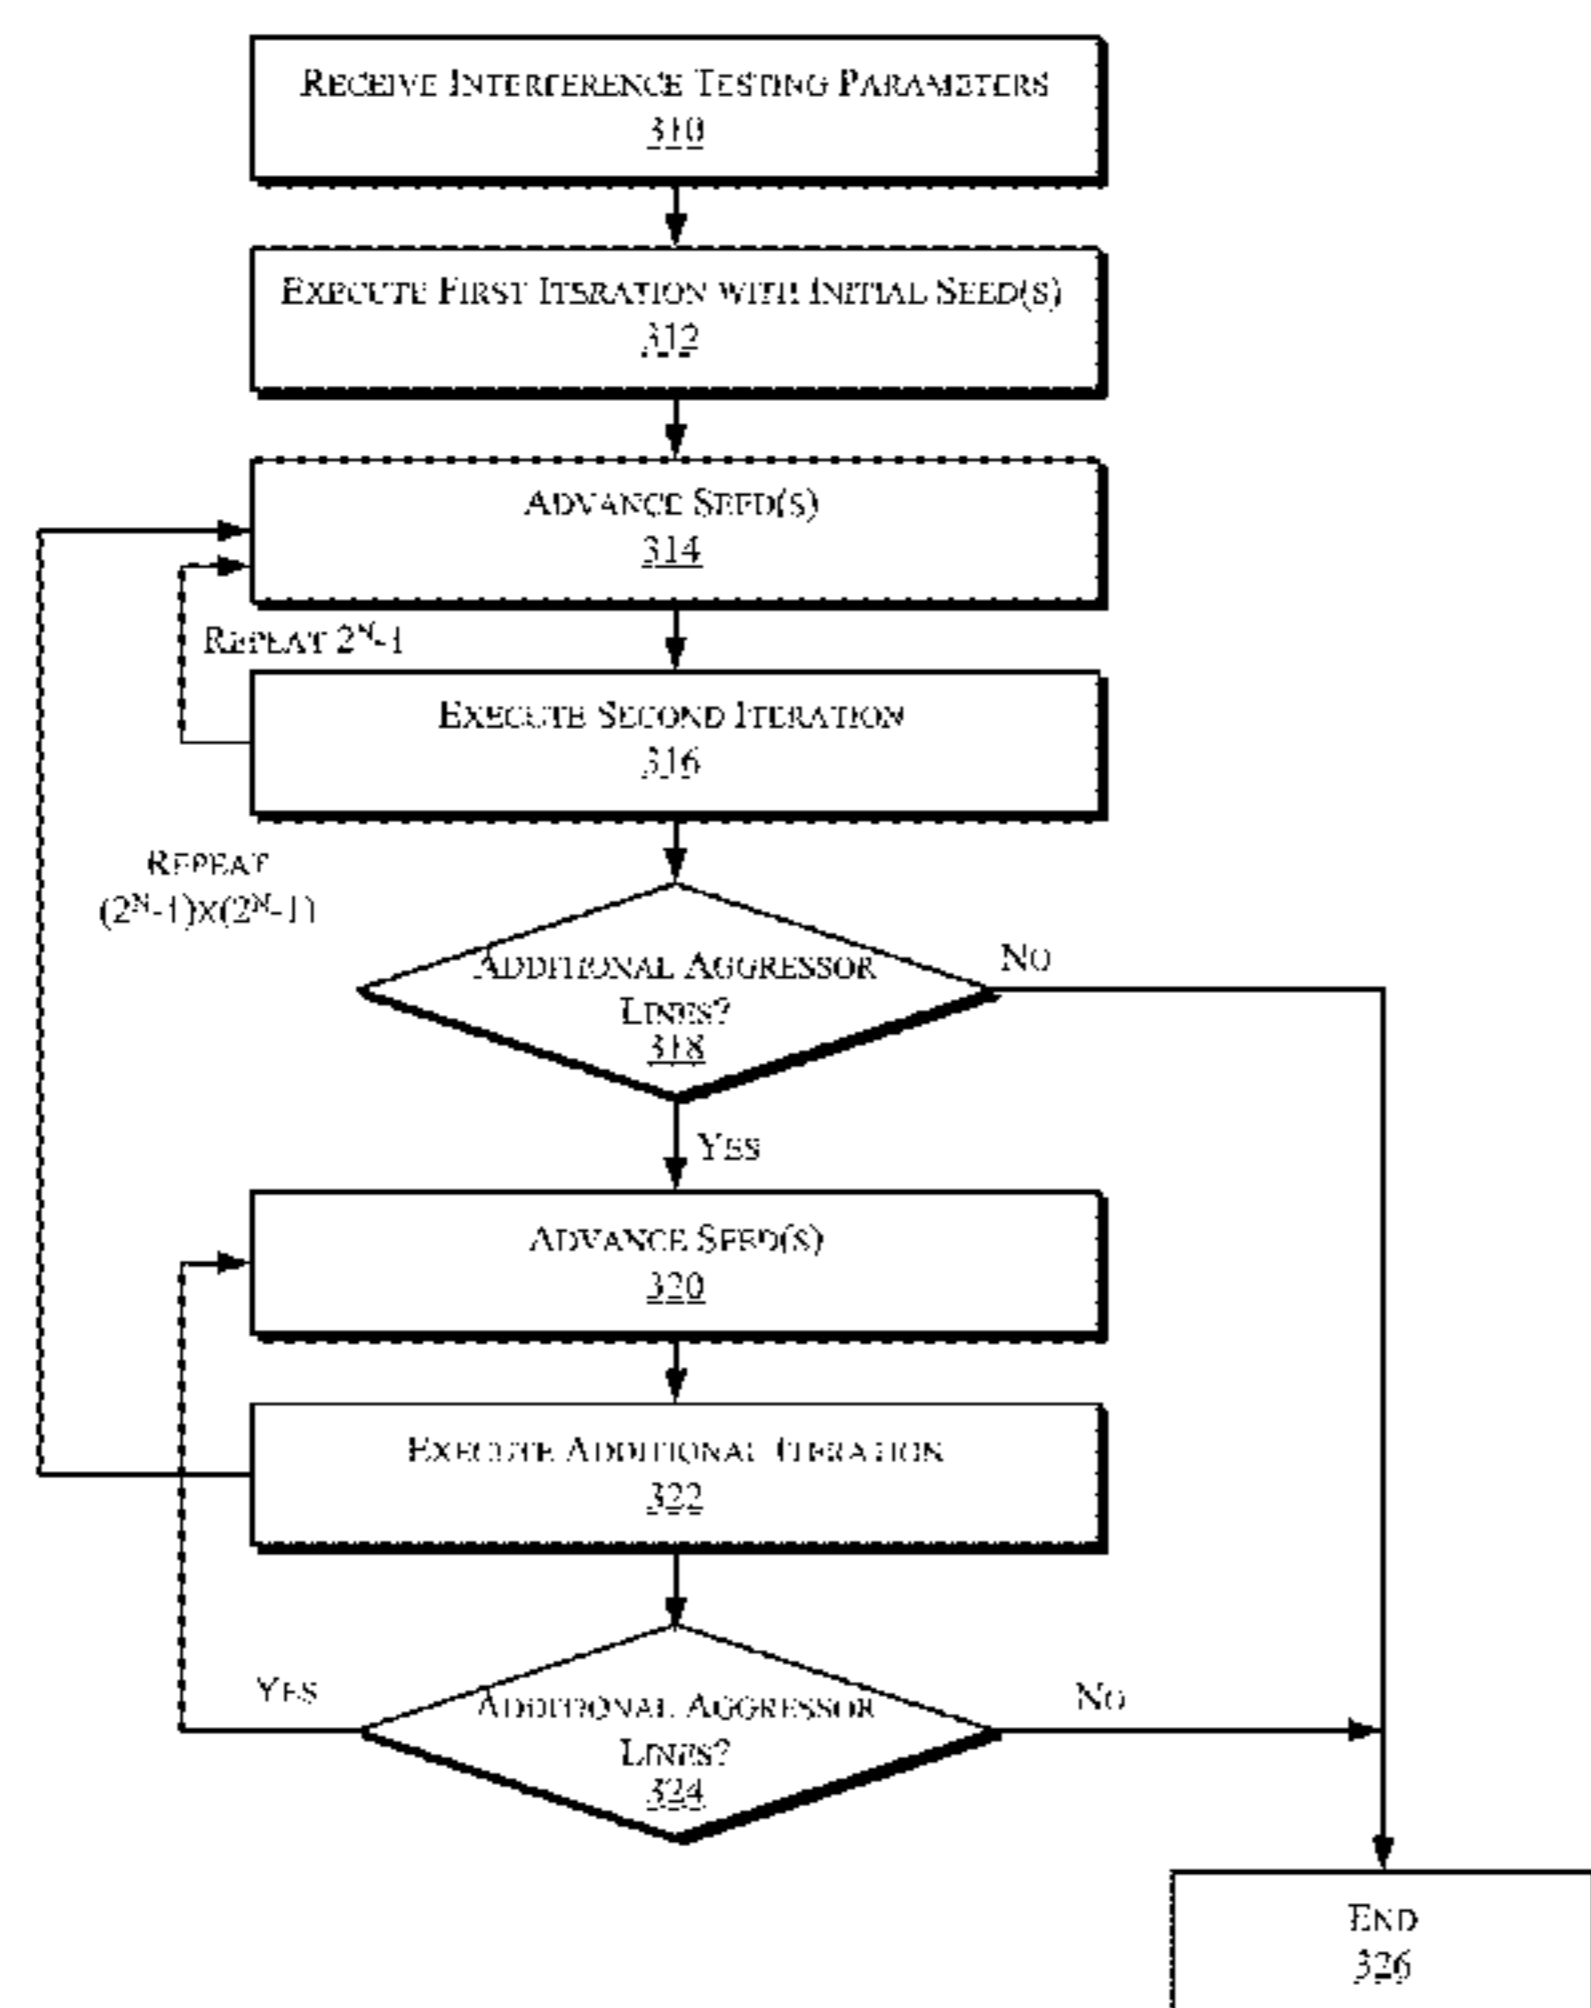 RECEIVE INTERFERENCE TESTING PARAMETERS
310
EXECUTE FIRST ITERATION WITH INITIAL SEED(S)
312
ADVANCE SEED(S)
314
REPEAT 2ᴺ-1
EXECUTE SECOND ITERATION
316
REPEAT
(2ᴺ-1)X(2ᴺ-1)
ADDITIONAL AGGRESSOR
LINES?
318
NO
YES
ADVANCE SEED(S)
320
EXECUTE ADDITIONAL ITERATION
322
YES
ADDITIONAL AGGRESSOR
LINES?
324
NO
END
326